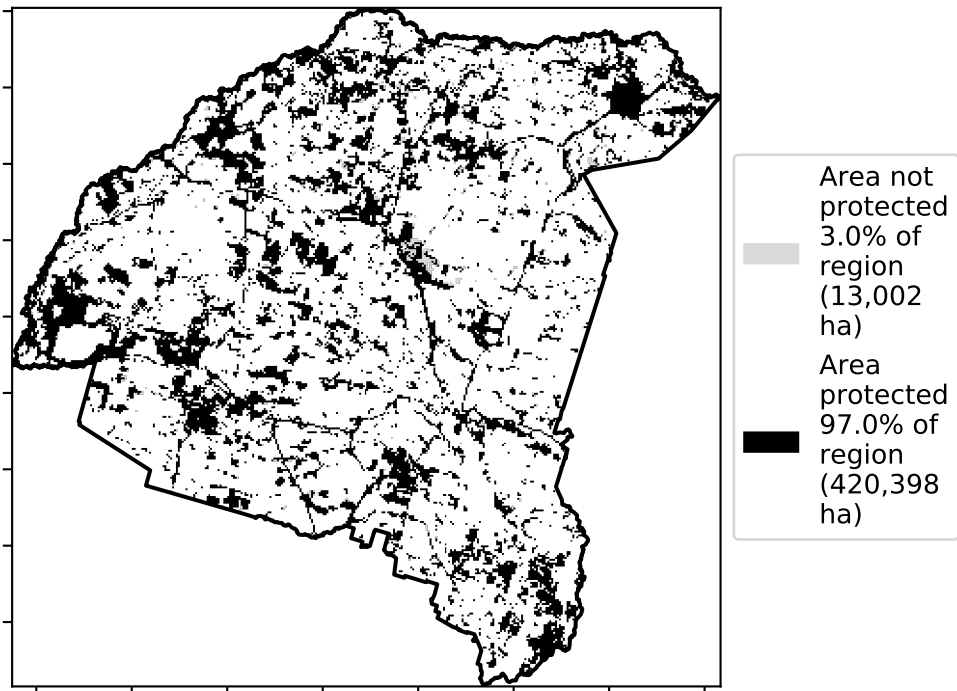 Area not
protected
3.0% of
region
(13,002
ha)
Area
protected
97.0% of
region
(420,398
ha)